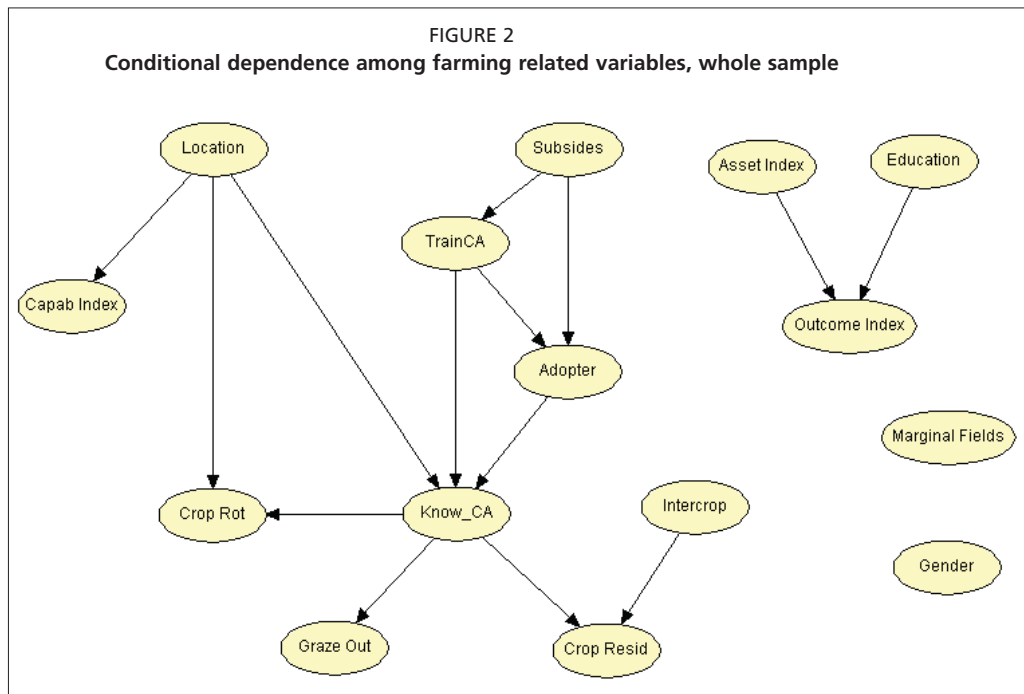 FIGURE 2
Conditional dependence among farming related variables, whole sample
Location
Subsides
Asset Index
Education
TrainCA
Capab Index
Outcome Index
Adopter
Marginal Fields
Crop Rot
Know_CA
Intercrop
Gender
Graze Out
Crop Resid